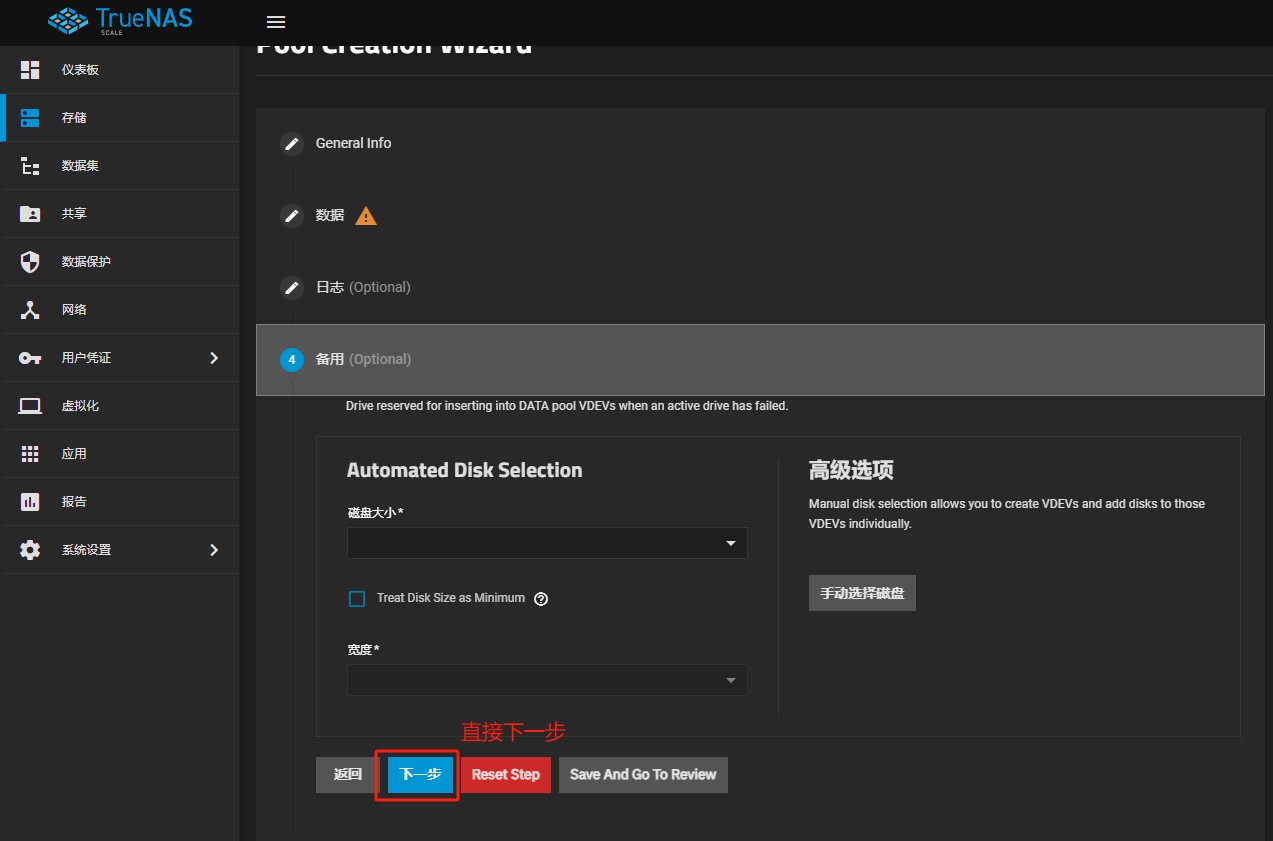 TrueNAS
SCALE
Pool Creation Wizard
仪表板
存储
数据集
共享
数据保护
网络
用户凭证
虚拟化
应用
报告
系统设置
General Info
数据
日志 (Optional)
4 备用 (Optional)
Drive reserved for inserting into DATA pool VDEVs when an active drive has failed.
Automated Disk Selection
磁盘大小*
Treat Disk Size as Minimum
宽度*
高级选项
Manual disk selection allows you to create VDEVs and add disks to those
VDEVs individually.
手动选择磁盘
直接下一步
返回 下一步 Reset Step Save And Go To Review